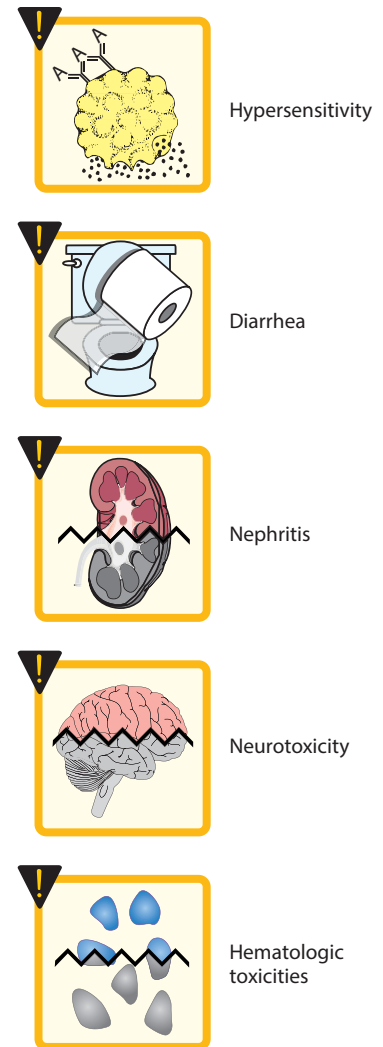 !
A
A
A
Hypersensitivity
!
Diarrhea
!
Nephritis
!
Neurotoxicity
!
Hematologic
toxicities